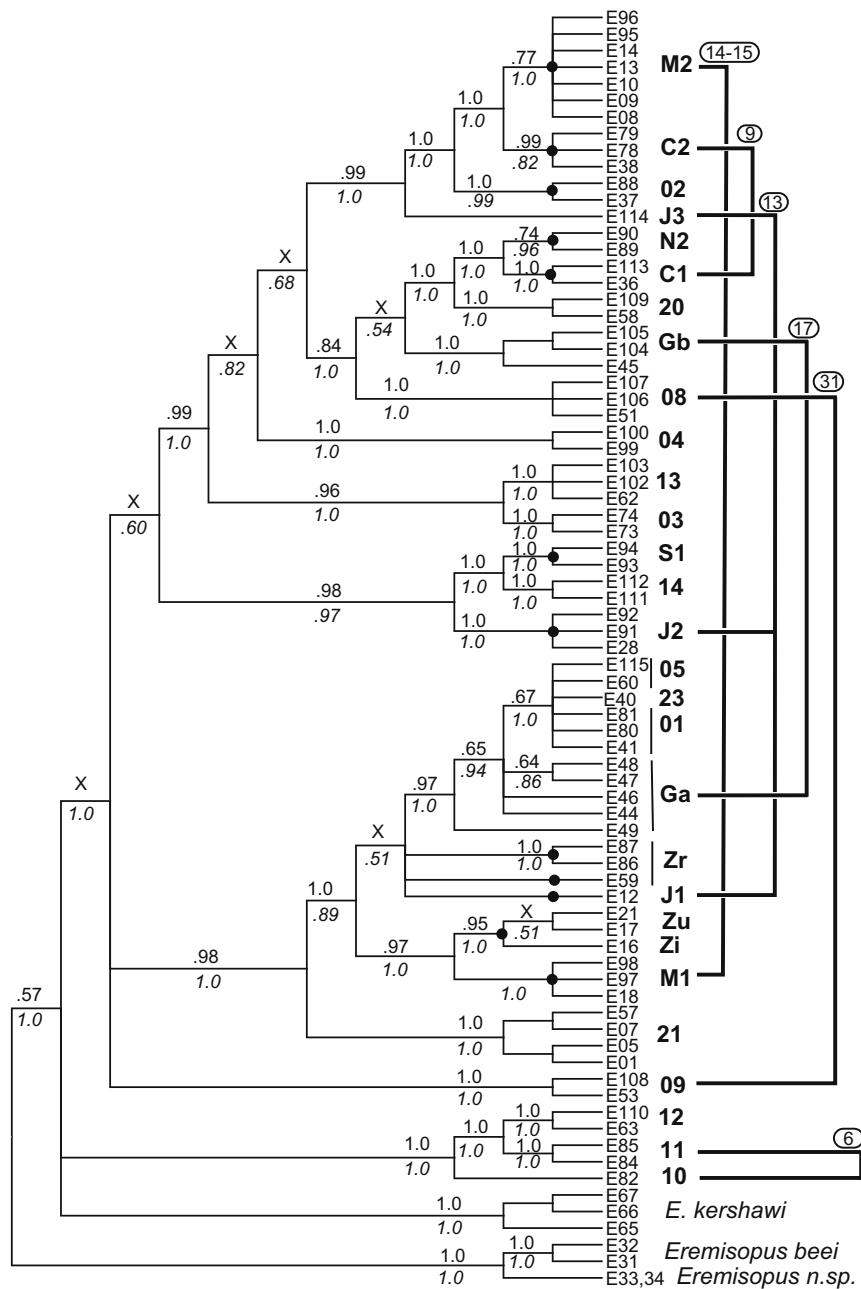 E96
E95
E14
.77 E13 M2 14-15
1.0 E10
1.0 E09
E08
1.0 E79 9
1.0 .99 E78 C2
1.0 .82 E38
.99 1.0 E88 02
1.0 .99 E37 13
E114 J3
.74 E90 N2
X 1.0 .96 E89
.68 1.0 1.0 1.0 E113 C1
1.0 1.0 E36
X 1.0 E109 20
.54 1.0 E58
X .84 E105 17
.82 1.0 1.0 E104 Gb
1.0 E45 31
1.0 E107
1.0 E106 08
E51
.99 1.0 E100 04
1.0 1.0 E99
1.0 E103
.96 1.0 E102 13
1.0 E62
X 1.0 E74 03
.60 1.0 E73
1.0 E94 S1
1.0 1.0 E93
.98 1.0 1.0 E112 14
.97 1.0 E111
1.0 E92
1.0 E91 J2
E28
E115 05
E60
.67 E40 23
1.0 E81 01
E80
.65 E41
.94 .64 E48
.97 .86 E47
X 1.0 E46 Ga
1.0 E44
X E49
.51 1.0 E87
1.0 E86 Zr
E59
1.0 E12 J1
.89 X E21 Zu
.95 .51 E17
.97 1.0 E16 Zi
.98 1.0 E98
1.0 1.0 E97 M1
E18
.57 E57
1.0 1.0 E07 21
1.0 E05
E01
1.0 E108 09
1.0 E53
1.0 E110 12
1.0 1.0 E63 6
1.0 1.0 1.0 E85 11
1.0 1.0 E84
E82 10
1.0 E67
1.0 E66 E. kershawi
E65
1.0 1.0 E32 Eremisopus beei
1.0 1.0 E31
E33,34 Eremisopus n.sp.